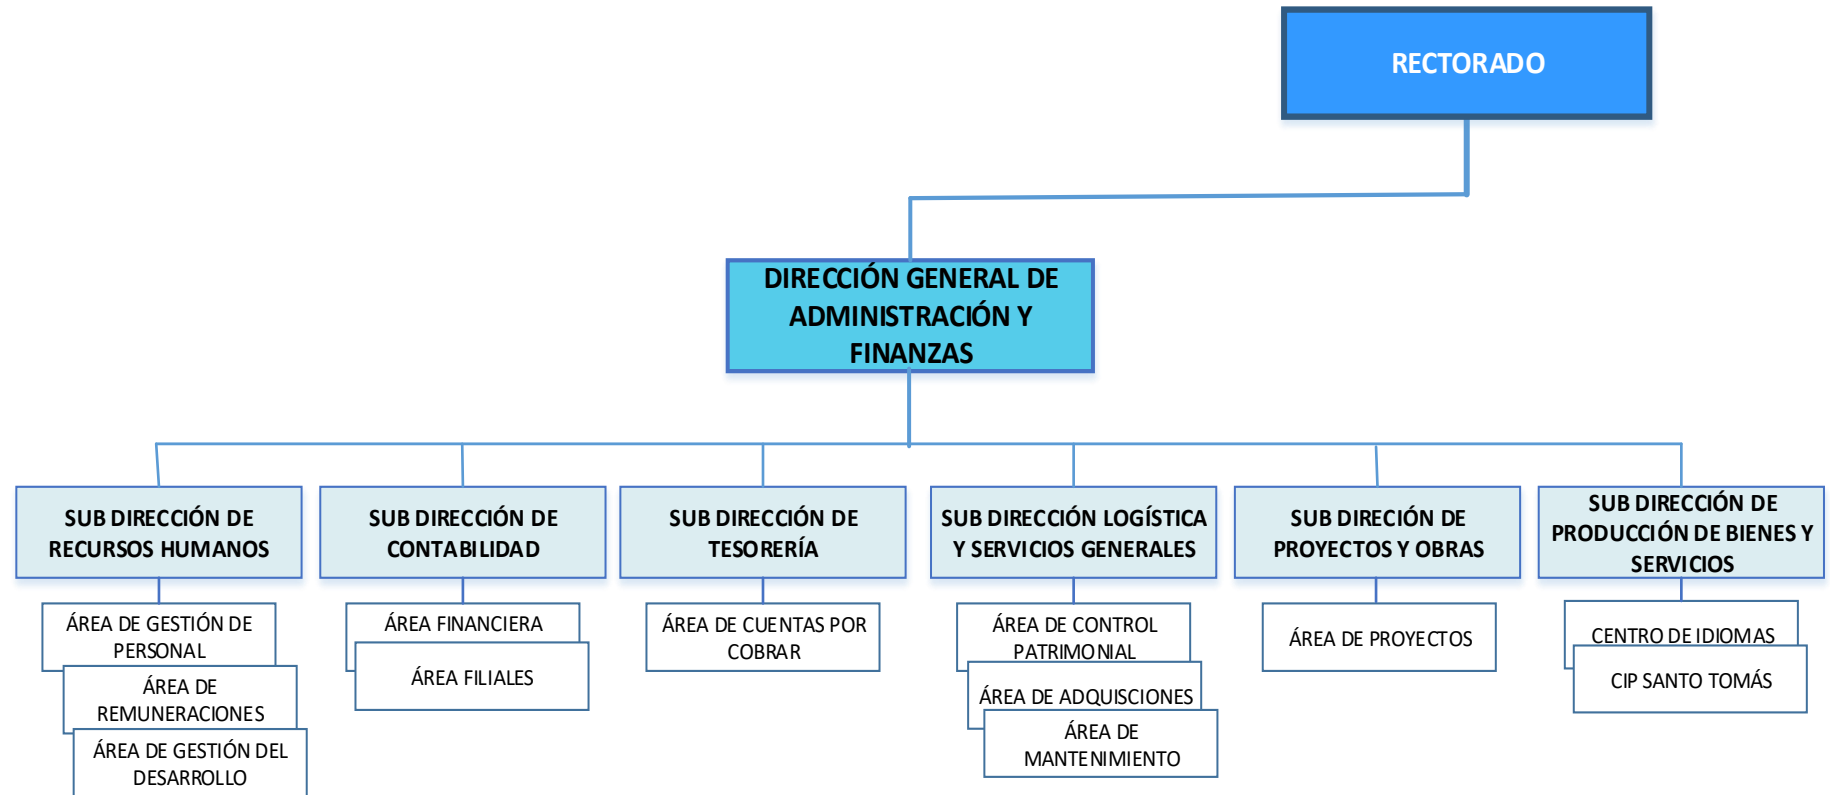 RECTORADO
DIRECCIÓN GENERAL DE
ADMINISTRACIÓN Y
FINANZAS
SUB DIRECCIÓN DE
RECURSOS HUMANOS
ÁREA DE GESTIÓN DE
PERSONAL
ÁREA DE
REMUNERACIONES
ÁREA DE GESTIÓN DEL
DESARROLLO
SUB DIRECCIÓN DE
CONTABILIDAD
ÁREA FINANCIERA
ÁREA FILIALES
SUB DIRECCIÓN DE
TESORERÍA
ÁREA DE CUENTAS POR
COBRAR
SUB DIRECCIÓN LOGÍSTICA
Y SERVICIOS GENERALES
ÁREA DE CONTROL
PATRIMONIAL
ÁREA DE ADQUISCIONES
ÁREA DE
MANTENIMIENTO
SUB DIRECIÓN DE
PROYECTOS Y OBRAS
ÁREA DE PROYECTOS
SUB DIRECCIÓN DE
PRODUCCIÓN DE BIENES Y
SERVICIOS
CENTRO DE IDIOMAS
CIP SANTO TOMÁS